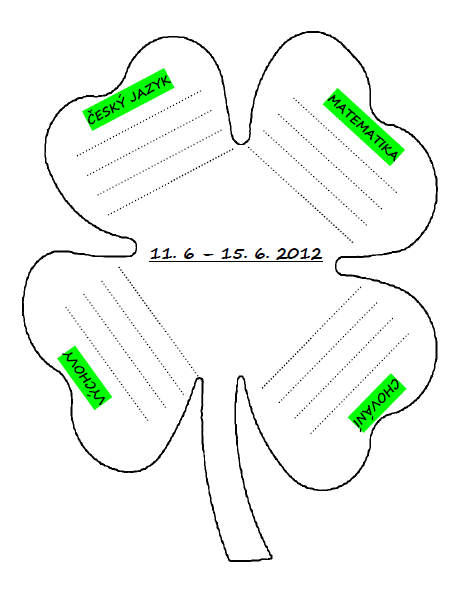 ČESKÝ JAZYK
MATEMATIKA
11. 6 – 15. 6. 2012
VÝCHOVY
CHOVÁNÍ